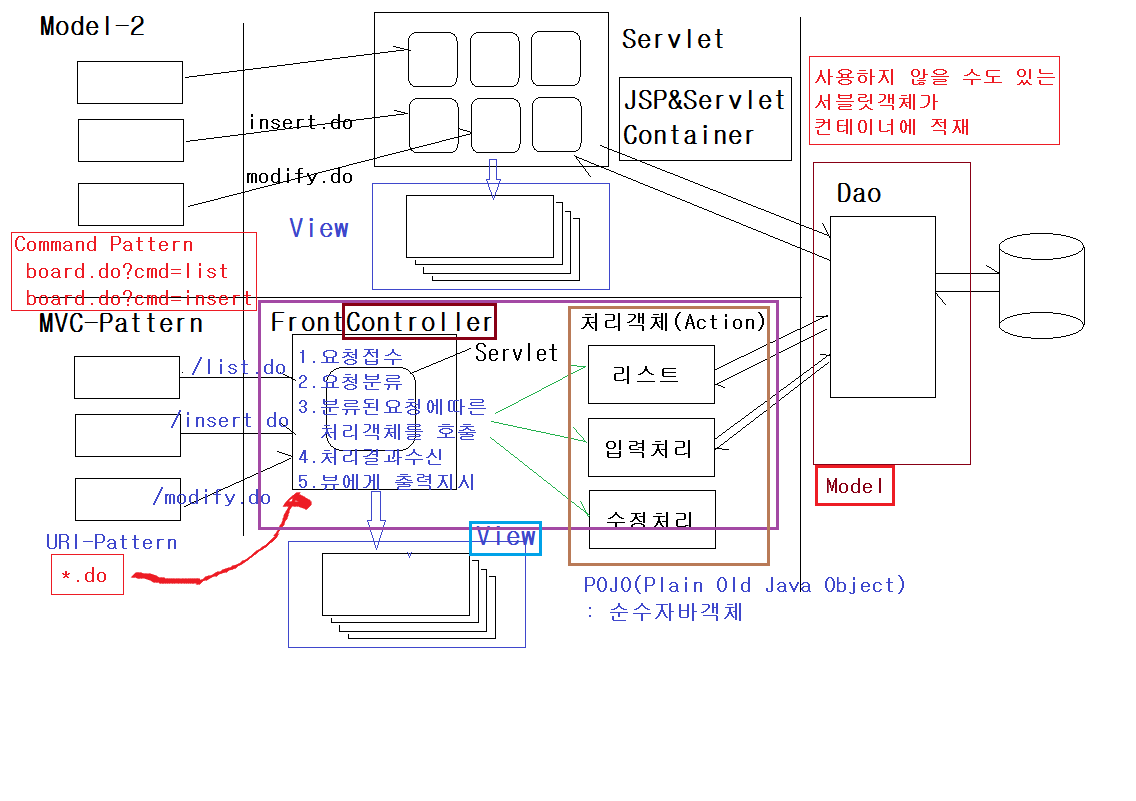 Model-2
Servlet
JSP&Servlet
Container
사용하지 않을 수도 있는
서블릿객체가
컨테이너에 적재
insert.do
modify.do
View
Dao
Command Pattern
board.do?cmd=list
board.do?cmd=insert
MVC-Pattern
FrontController
처리객체(Action)
Servlet
/list.do
/insert do
/modify.do
1.요청접수
2.요청분류
3.분류된요청에따른
처리객체를 호출
4.처리결과수신
5.뷰에게 출력지시
리스트
입력처리
수정처리
Model
View
URI-Pattern
*.do
POJO(Plain Old Java Object)
: 순수자바객체